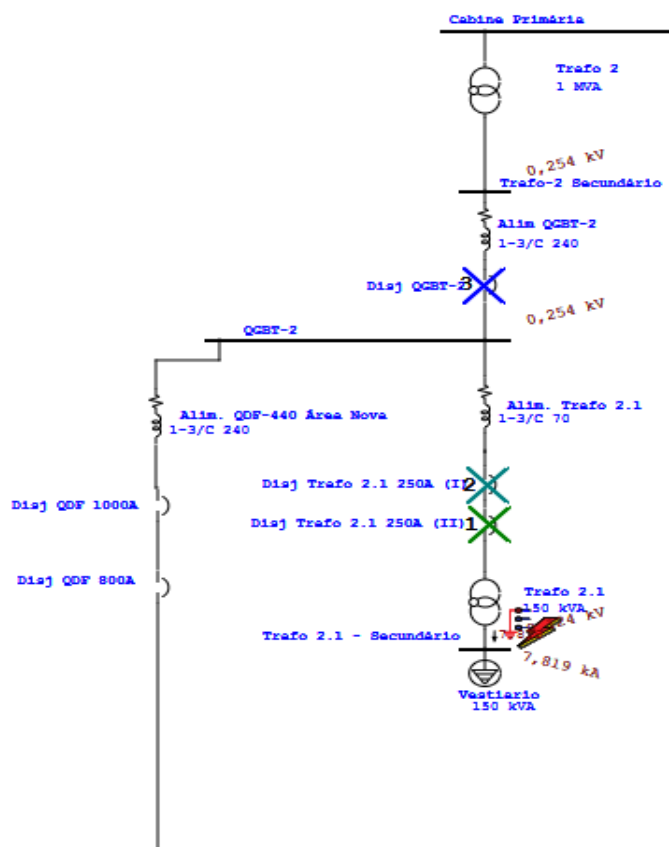 Cabine Primária
Trafo 2
1 MVA
0,254 kV
Trafo-2 Secundário
Alim QGBT-2
1-3/C 240
Disj QGBT-2
3
0,254 kV
QGBT-2
Alim. QDF-440 Área Nova
1-3/C 240
Alim. Trafo 2.1
1-3/C 70
Disj Trafo 2.1 250A (I)
2
Disj QDF 1000A
Disj Trafo 2.1 250A (II)
1
Disj QDF 800A
Trafo 2.1
150 kVA
kV
Trafo 2.1 - Secundário
7,819 kA
Vestiario
150 kVA